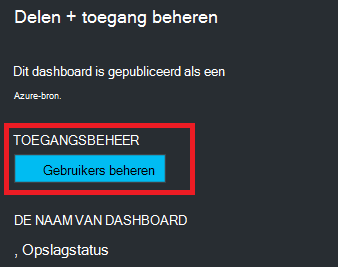 Delen + toegang beheren
Dit dashboard is gepubliceerd als een
Azure-bron.
TOEGANGSBEHEER
Gebruikers beheren
DE NAAM VAN DASHBOARD
, Opslagstatus